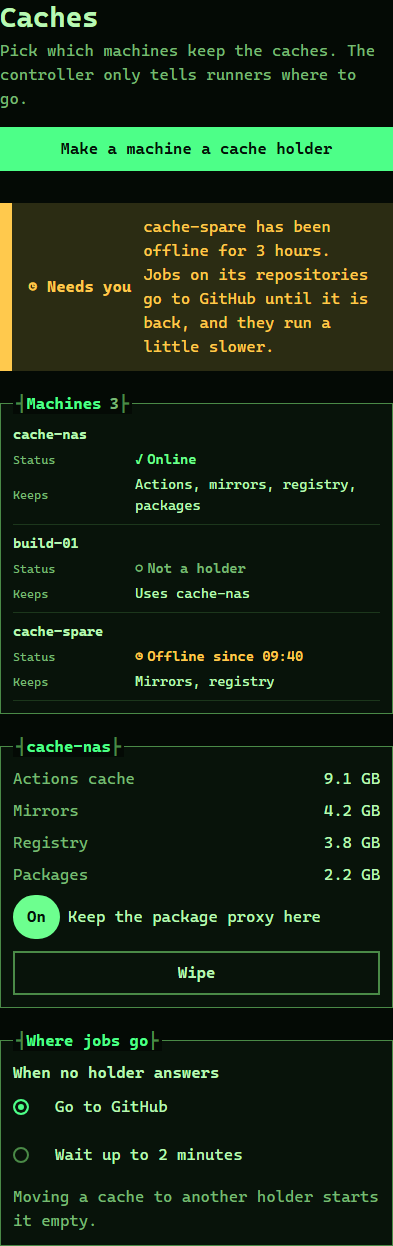 Caches
Pick which machines keep the caches. The
controller only tells runners where to
go.
Make a machine a cache holder
Needs you
cache-spare has been
offline for 3 hours.
Jobs on its repositories
go to GitHub until it is
back, and they run a
little slower.
Machines 3
cache-nas
Status ✓ Online
Keeps Actions, mirrors, registry,
packages
build-01
Status ○ Not a holder
Keeps Uses cache-nas
cache-spare
Status Offline since 09:40
Keeps Mirrors, registry
cache-nas
Actions cache 9.1 GB
Mirrors 4.2 GB
Registry 3.8 GB
Packages 2.2 GB
On Keep the package proxy here
Wipe
Where jobs go
When no holder answers
Go to GitHub
Wait up to 2 minutes
Moving a cache to another holder starts
it empty.